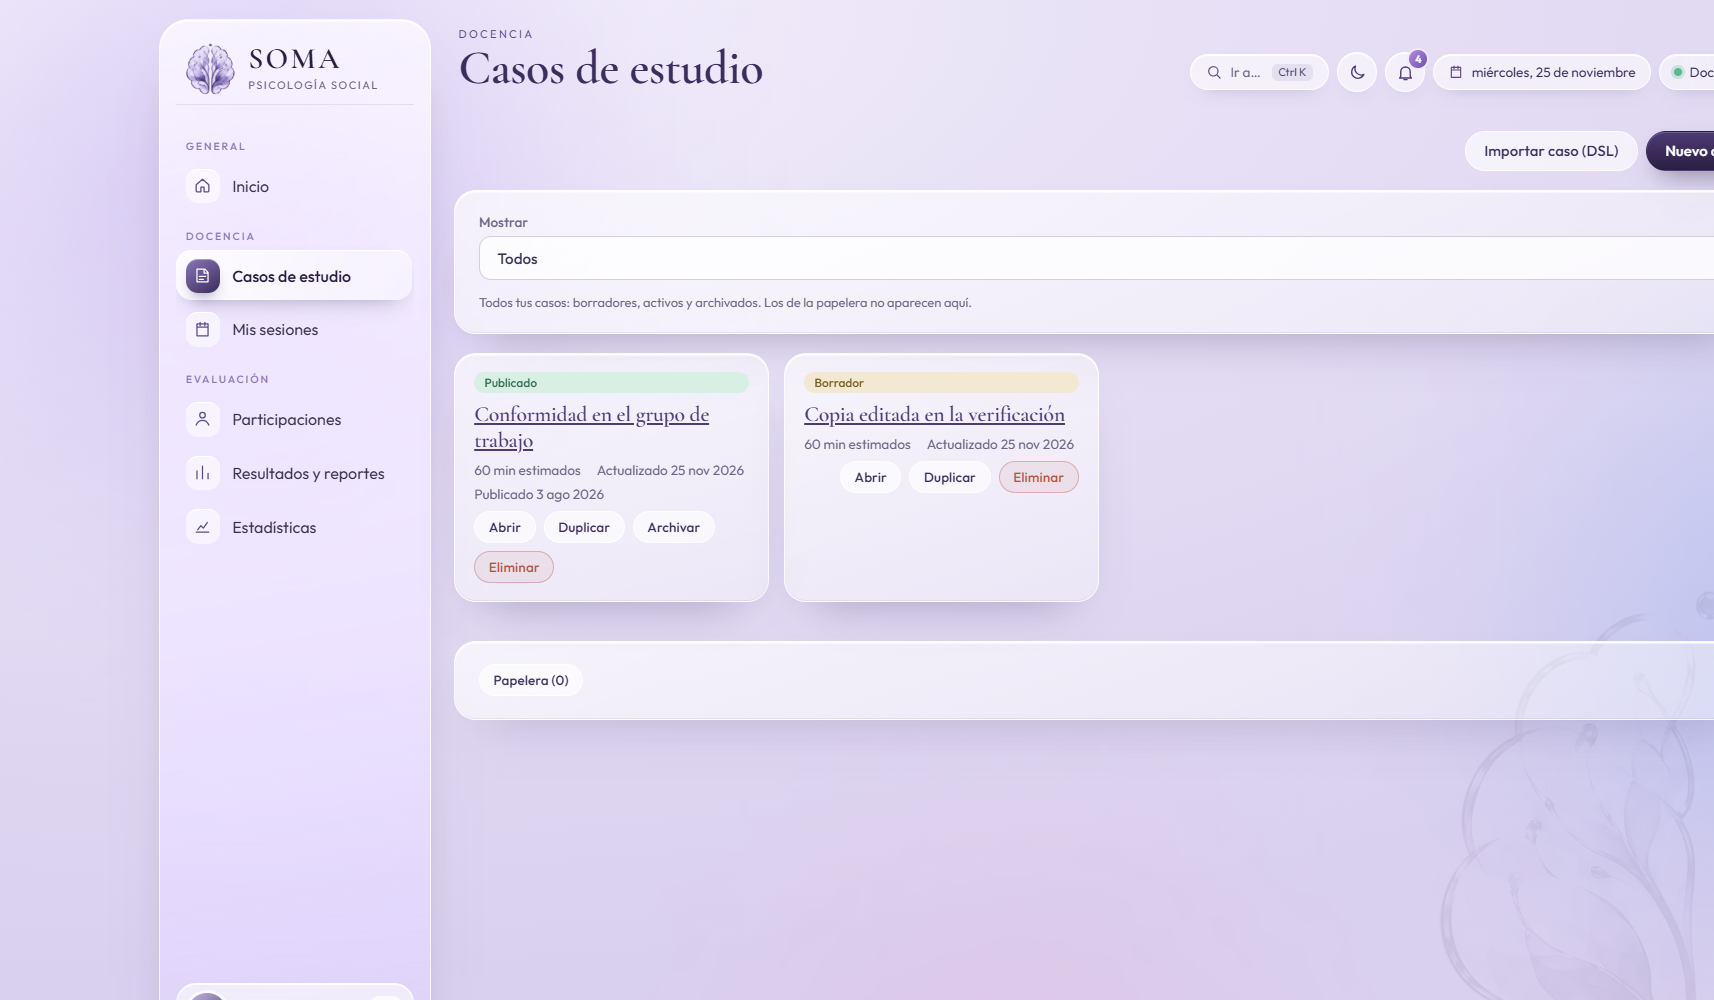 SOMA
PSICOLOGÍA SOCIAL
GENERAL
Inicio
DOCENCIA
Casos de estudio
Mis sesiones
EVALUACIÓN
Participaciones
Resultados y reportes
Estadísticas
DOCENCIA
Casos de estudio
Ir a... Ctrl K
4
miércoles, 25 de noviembre
Doc
Importar caso (DSL)
Nuevo
Mostrar
Todos
Todos tus casos: borradores, activos y archivados. Los de la papelera no aparecen aquí.
Publicado
Conformidad en el grupo de
trabajo
60 min estimados Actualizado 25 nov 2026
Publicado 3 ago 2026
Abrir Duplicar Archivar
Eliminar
Borrador
Copia editada en la verificación
60 min estimados Actualizado 25 nov 2026
Abrir Duplicar Eliminar
Papelera (0)